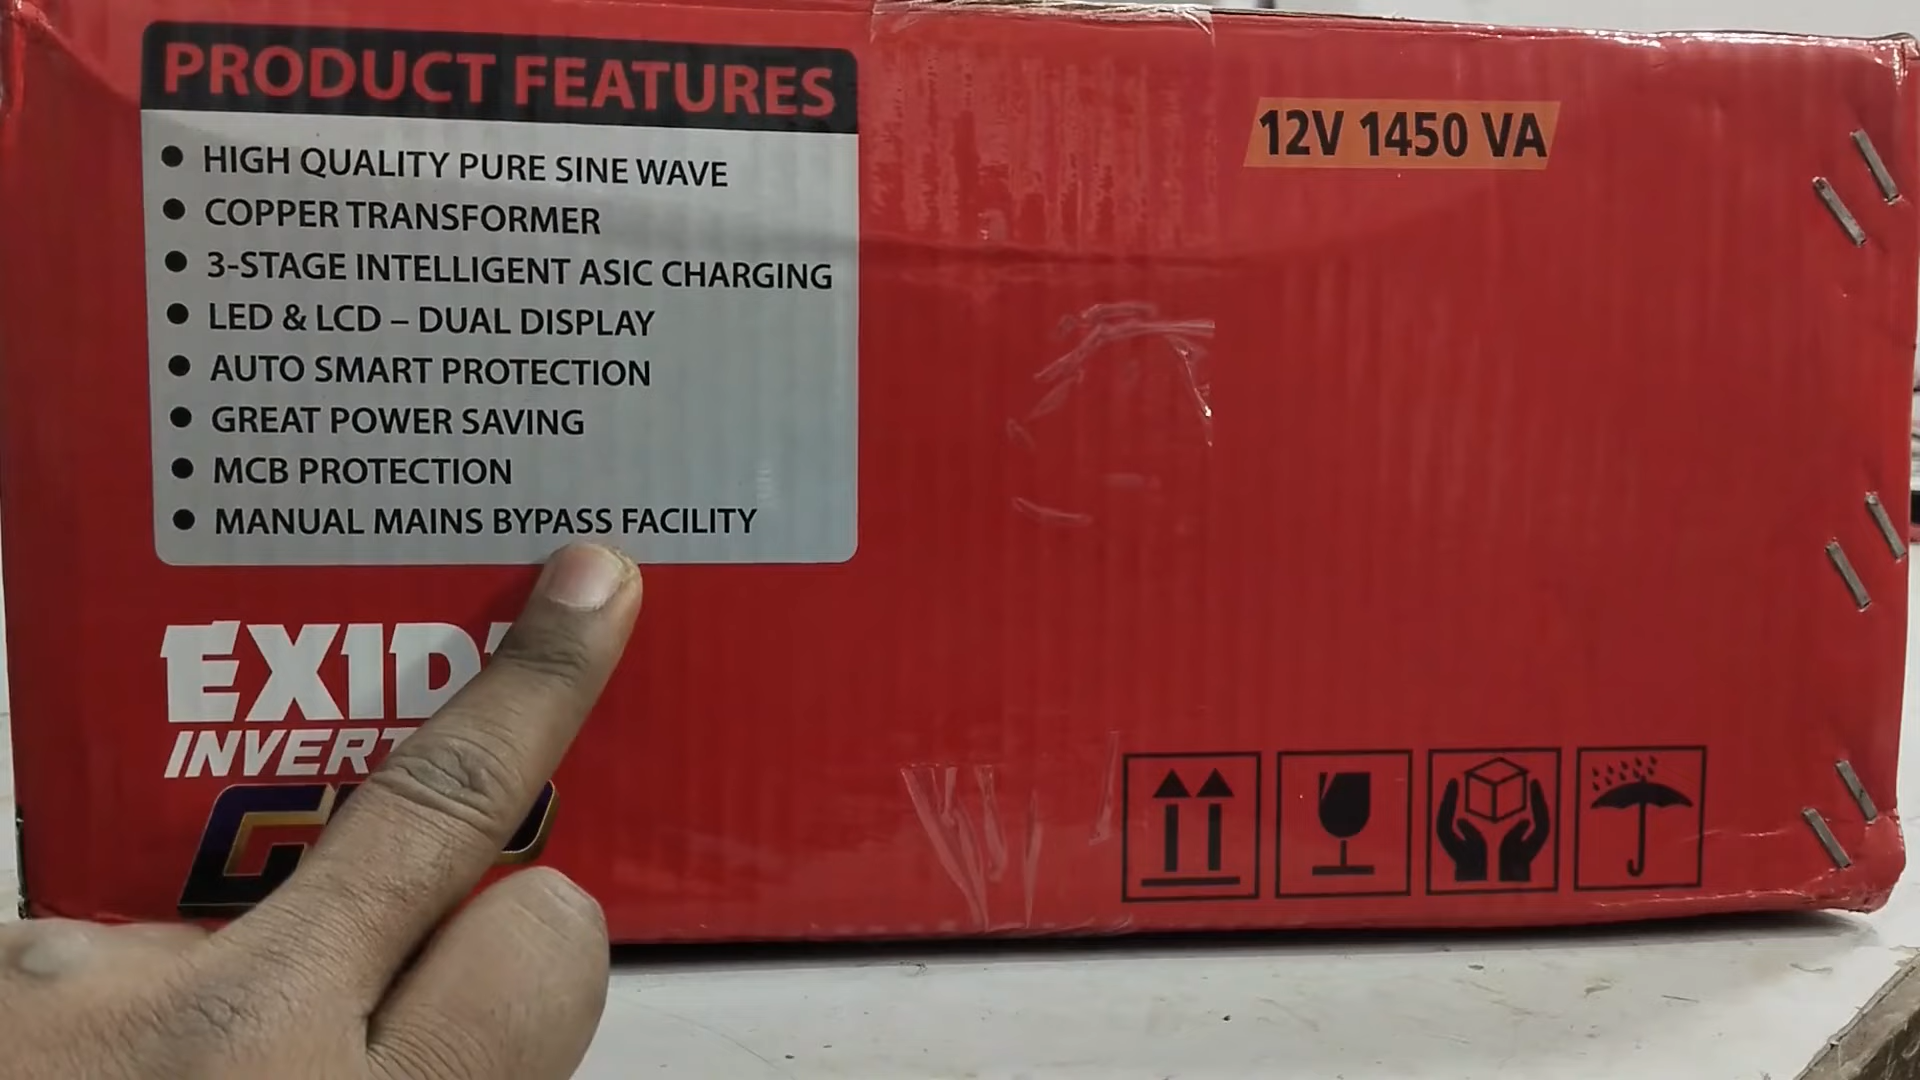 PRODUCT FEATURES
● HIGH QUALITY PURE SINE WAVE
● COPPER TRANSFORMER
● 3-STAGE INTELLIGENT ASIC CHARGING
● LED & LCD – DUAL DISPLAY
● AUTO SMART PROTECTION
● GREAT POWER SAVING
● MCB PROTECTION
● MANUAL MAINS BYPASS FACILITY
12V 1450 VA